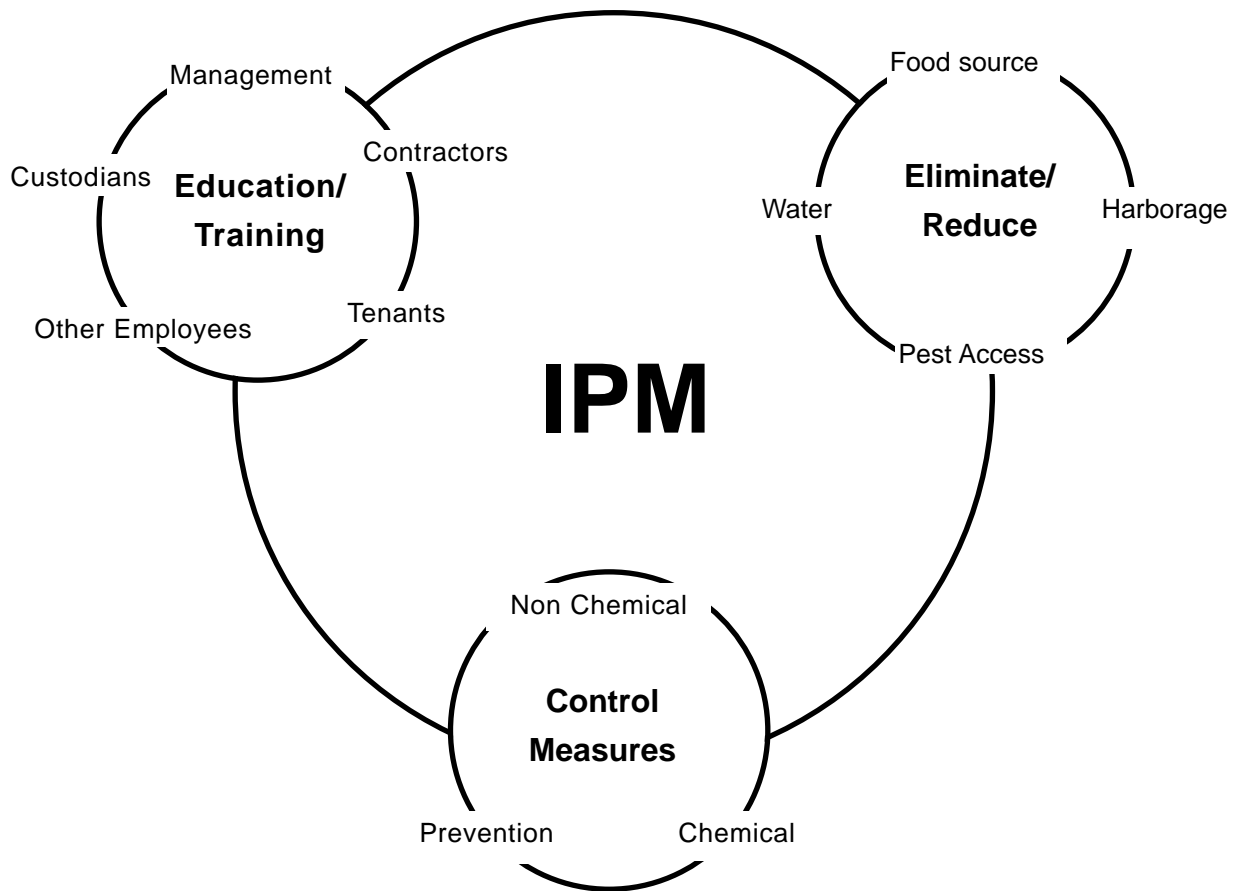 Management
Contractors
Custodians
Education/
Training
Other Employees
Tenants
Food source
Eliminate/
Reduce
Water
Harborage
Pest Access
IPM
Non Chemical
Control
Measures
Prevention
Chemical